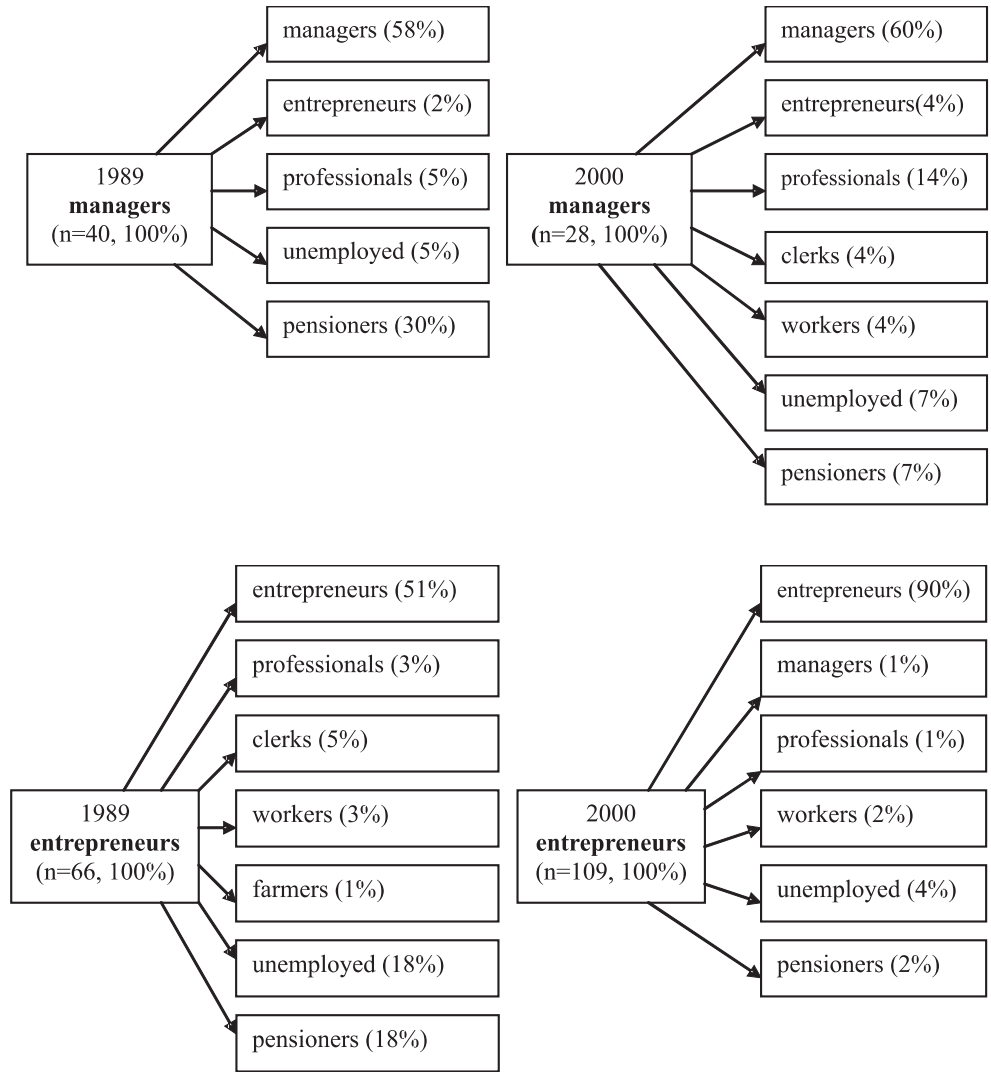 1989
managers
(n=40, 100%)
managers (58%)
entrepreneurs (2%)
professionals (5%)
unemployed (5%)
pensioners (30%)
2000
managers
(n=28, 100%)
managers (60%)
entrepreneurs(4%)
professionals (14%)
clerks (4%)
workers (4%)
unemployed (7%)
pensioners (7%)
1989
entrepreneurs
(n=66, 100%)
entrepreneurs (51%)
professionals (3%)
clerks (5%)
workers (3%)
farmers (1%)
unemployed (18%)
pensioners (18%)
2000
entrepreneurs
(n=109, 100%)
entrepreneurs (90%)
managers (1%)
professionals (1%)
workers (2%)
unemployed (4%)
pensioners (2%)